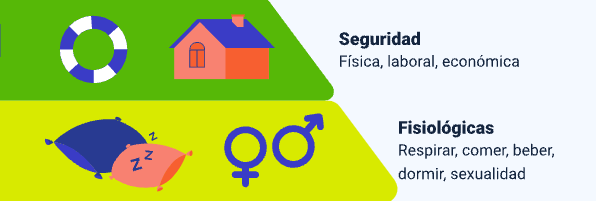 Seguridad
Física, laboral, económica
Z
Z Z
Fisiológicas
Respirar, comer, beber,
dormir, sexualidad